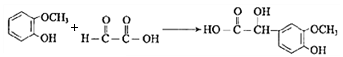 OCH₃
OH
+
H—C—C—OH
O O
HO—C—CH
O OH
OCH₃
OH